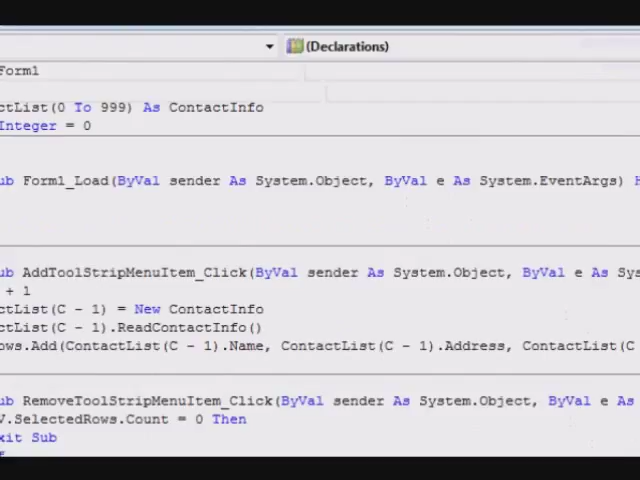 (Declarations)
Form1
ctList(0 To 999) As ContactInfo
Integer = 0
ub Form1_Load(ByVal sender As System.Object, ByVal e As System.EventArgs) H
ub AddToolStripMenuItem_Click(ByVal sender As System.Object, ByVal e As Sys
+ 1
ctList(C - 1) = New ContactInfo
ctList(C - 1).ReadContactInfo()
ows.Add(ContactList(C - 1).Name, ContactList(C - 1).Address, ContactList(C
ub RemoveToolStripMenuItem_Click(ByVal sender As System.Object, ByVal e As
V.SelectedRows.Count = 0 Then
xit Sub